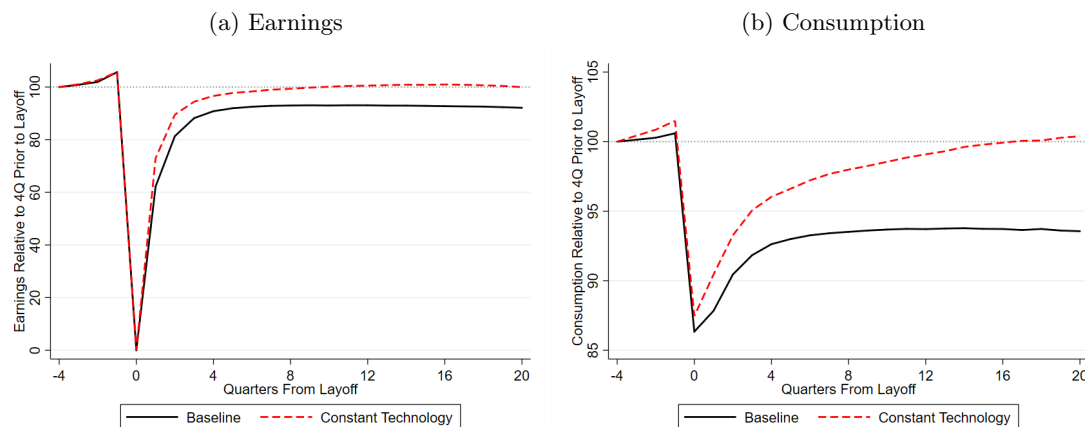 (a) Earnings
Earnings Relative to 4Q Prior to Layoff
100
80
60
40
20
0
-4 0 4 8 12 16 20
Quarters From Layoff
Baseline Constant Technology
(b) Consumption
Consumption Relative to 4Q Prior to Layoff
105
100
95
90
85
-4 0 4 8 12 16 20
Quarters From Layoff
Baseline Constant Technology